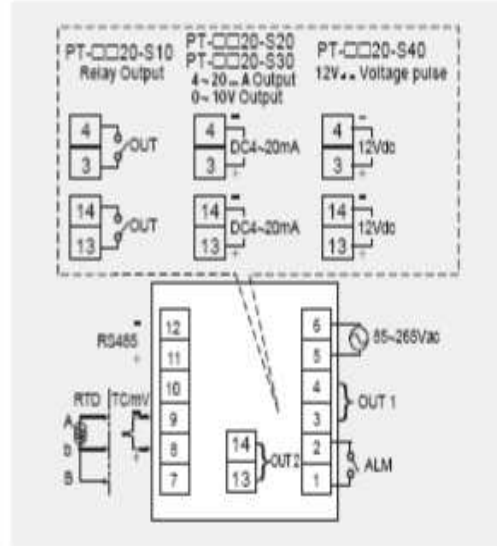 PT-□□20-S10
Relay Output
PT-□□20-S20
PT-□□20-S30
4~20 A Output
0~10V Output
PT-□□20-S40
12V Voltage pulse
4
3
OUT
4
3
-
DC4~20mA
+
4
3
-
12Vdc
+
14
13
OUT
14
13
-
DC4~20mA
+
14
13
-
12Vdc
+
RS485
-
+
12
11
10
9
8
7
RTD
TC/mV
A
b
B
-
+
14
13
OUT 2
6
5
4
3
2
1
85~265Vac
OUT 1
ALM